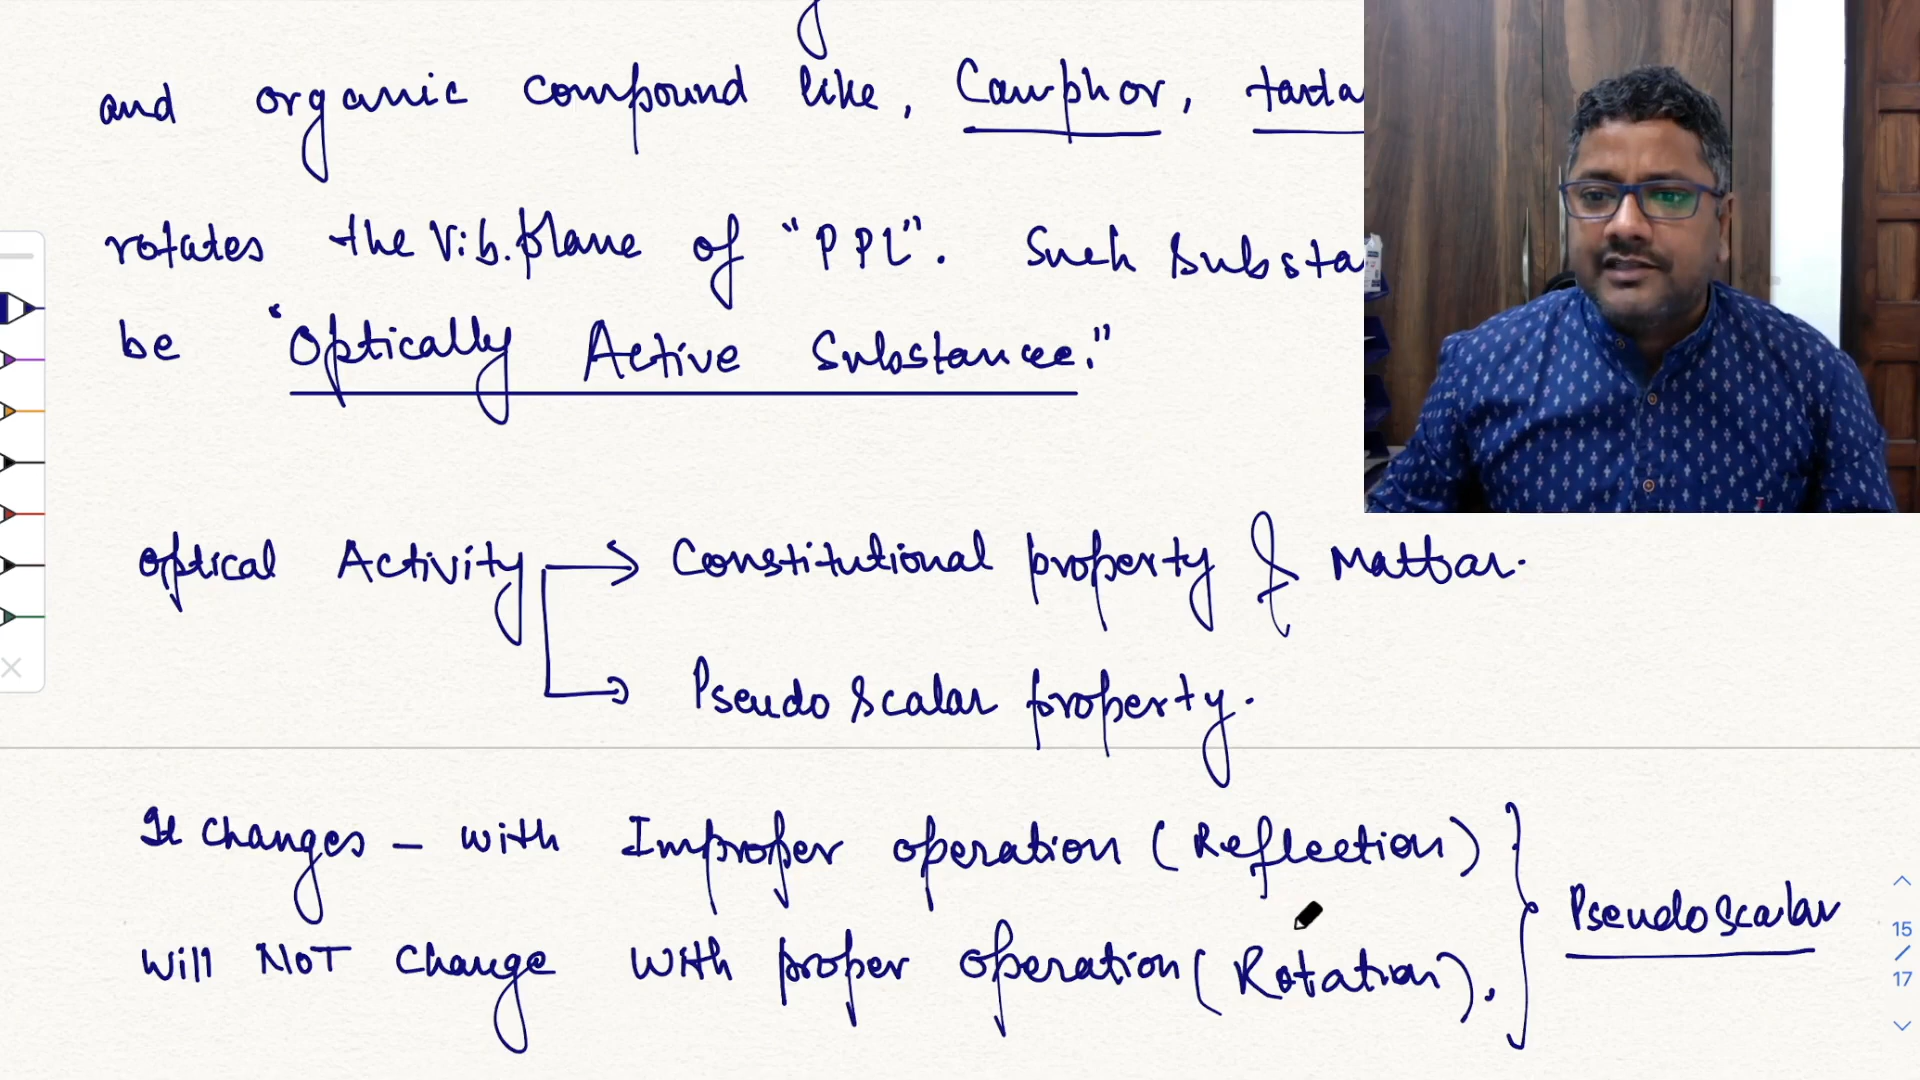 and organic compound like, Camphor, tarta
rotates the Vib. plane of "PPL". Such Substa
be "Optically Active Substance."
optical Activity → Constitutional property of Mattar.
→ Pseudo Scalar property.
It changes - with Improper operation (Reflection)
Will NOT Change with proper operation (Rotation).
Pseudo Scalar
15
/
17